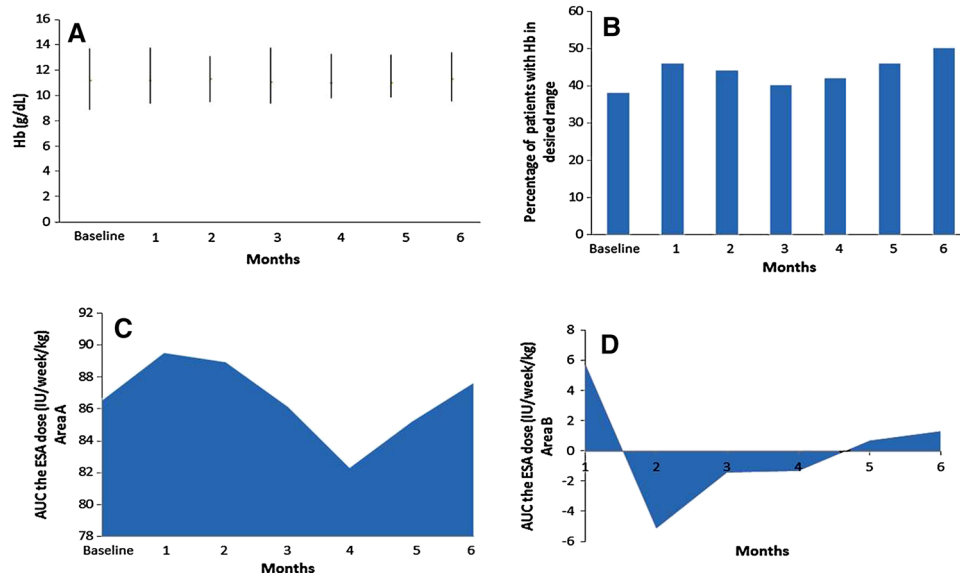 A
16
14
12
10
8
6
4
2
0
Hb (g/dL)
Baseline 1 2 3 4 5 6
Months
B
60
50
40
30
20
10
0
Percentage of patients with Hb in
desired range
Baseline 1 2 3 4 5 6
Months
C
92
90
88
86
84
82
80
78
AUC the ESA dose (IU/week/kg)
Area A
Baseline 1 2 3 4 5 6
Months
D
8
6
4
2
0
-2
-4
-6
AUC the ESA dose (IU/week/kg)
Area B
1 2 3 4 5 6
Months